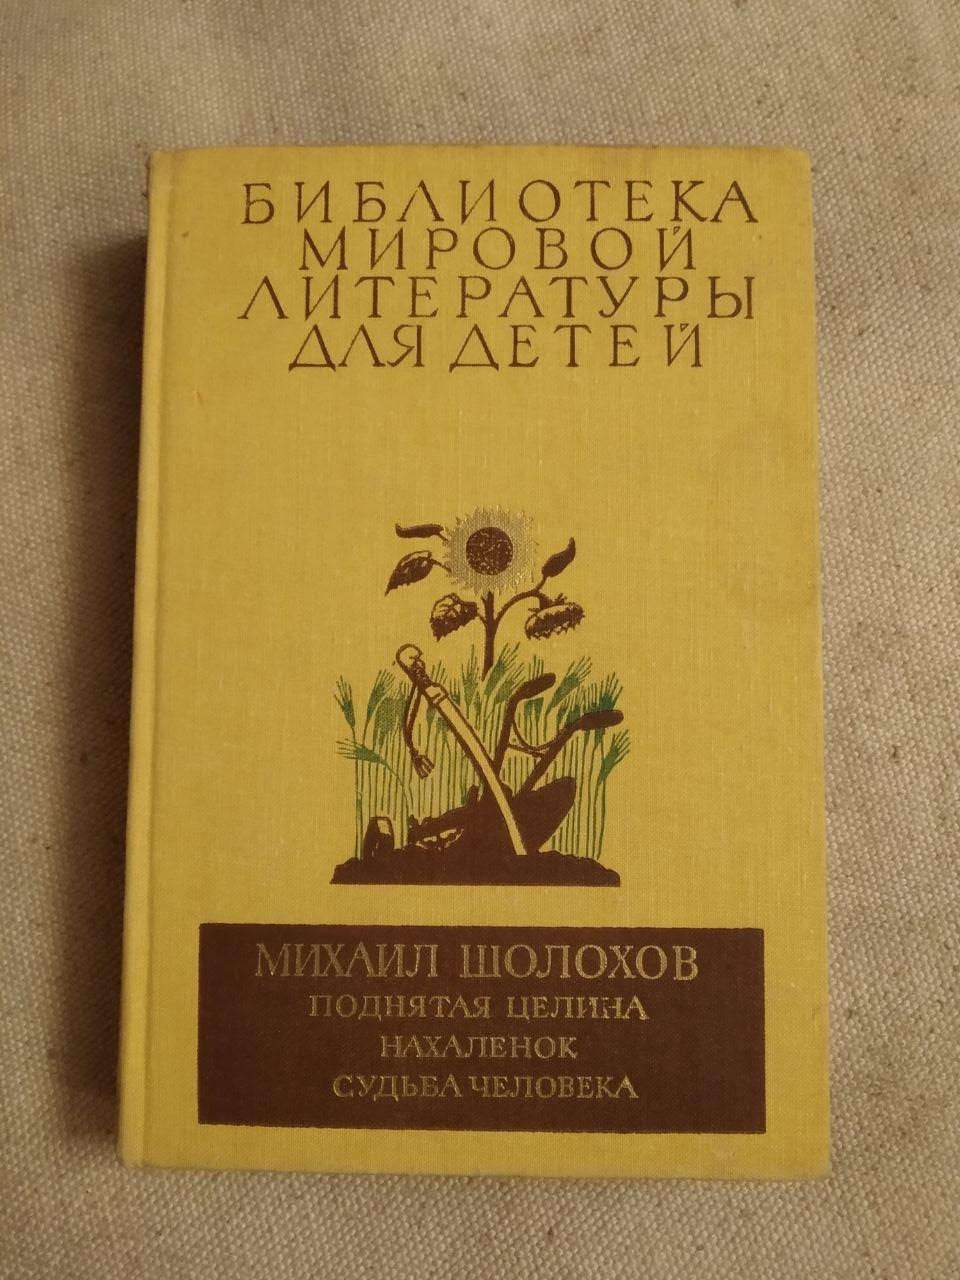 БИБЛИОТЕКА
МИРОВОЙ
ЛИТЕРАТУРЫ
ДЛЯ ДЕТЕЙ
МИХАИЛ ШОЛОХОВ
ПОДНЯТАЯ ЦЕЛИНА
НАХАЛЕНОК
СУДЬБА ЧЕЛОВЕКА